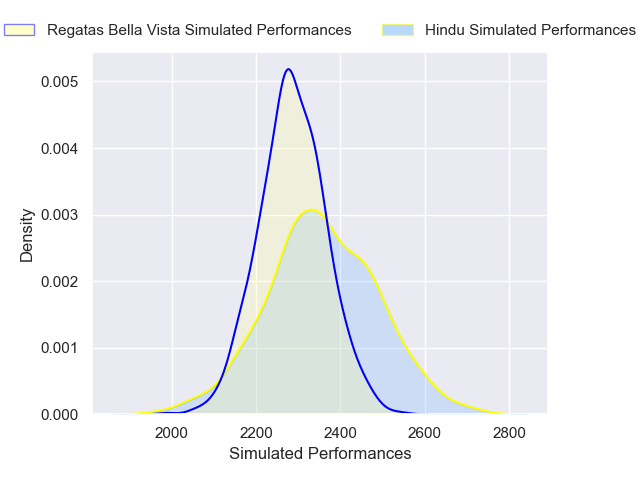 Regatas Bella Vista Simulated Performances
Hindu Simulated Performances
0.005
0.004
0.003
0.002
0.001
0.000
Density
2000 2200 2400 2600 2800
Simulated Performances